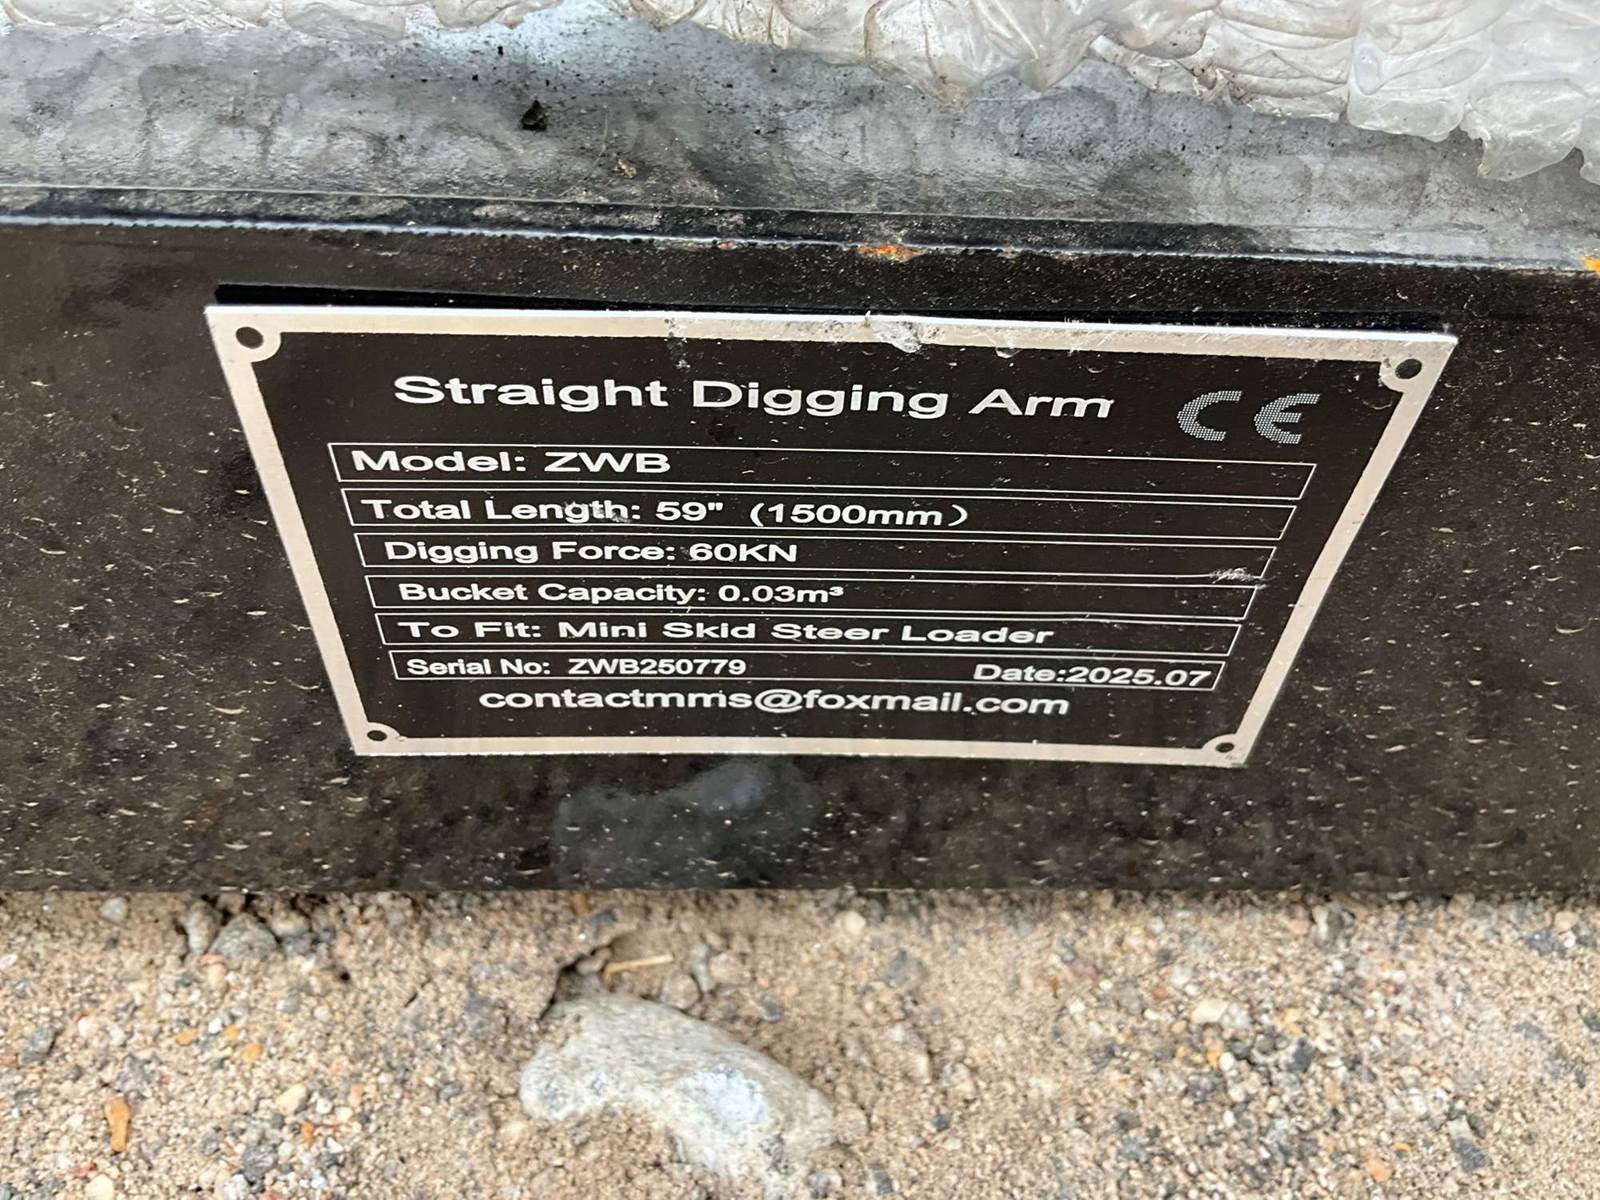 Straight Digging Arm CE
Model: ZWB
Total Length: 59" (1500mm）
Digging Force: 60KN
Bucket Capacity: 0.03m³
To Fit: Mini Skid Steer Loader
Serial No: ZWB250779 Date:2025.07
contactmms@foxmail.com